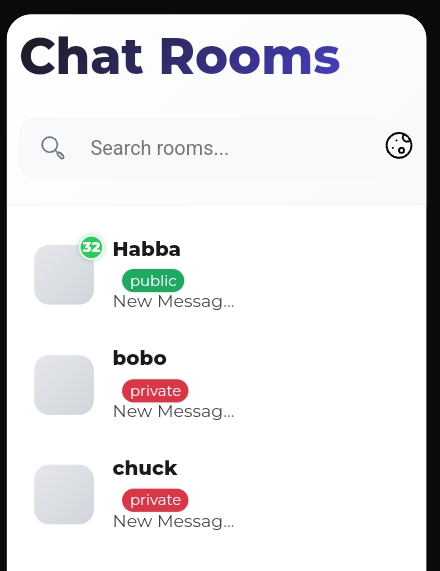 Chat Rooms
Search rooms...
32
Habba
public
New Messag...
bobo
private
New Messag...
chuck
private
New Messag...